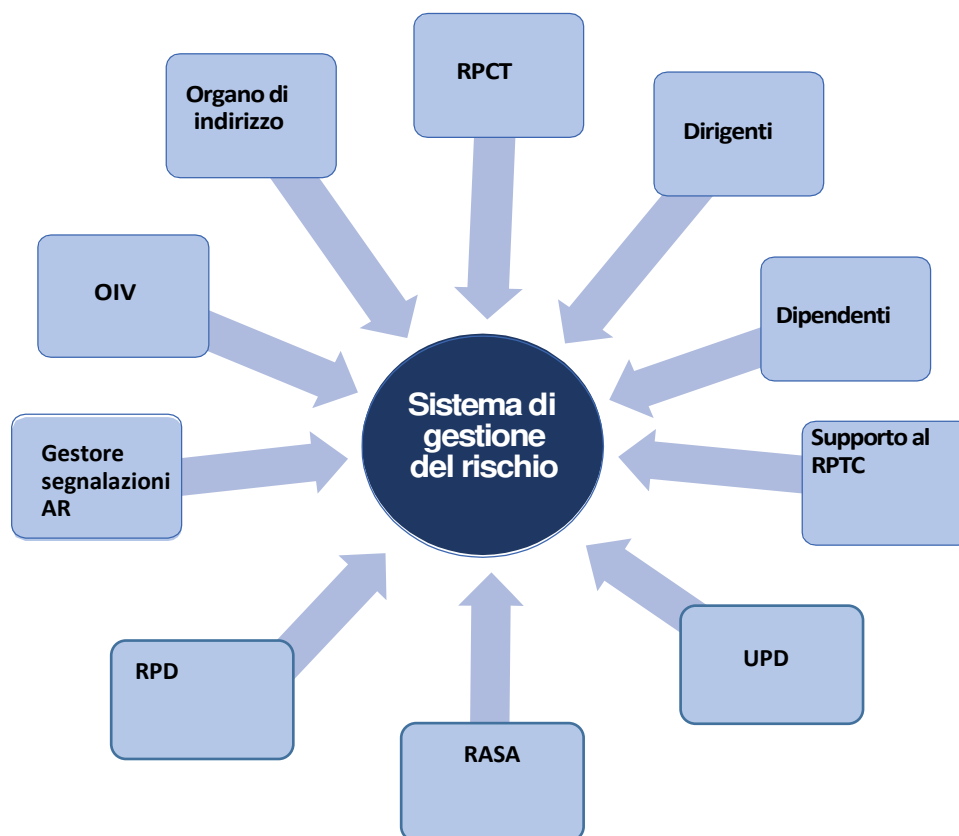 RPCT
Organo di
indirizzo
Dirigenti
OIV
Dipendenti
Sistema di
gestione
del rischio
Gestore
segnalazioni
AR
Supporto al
RPTC
RPD
UPD
RASA